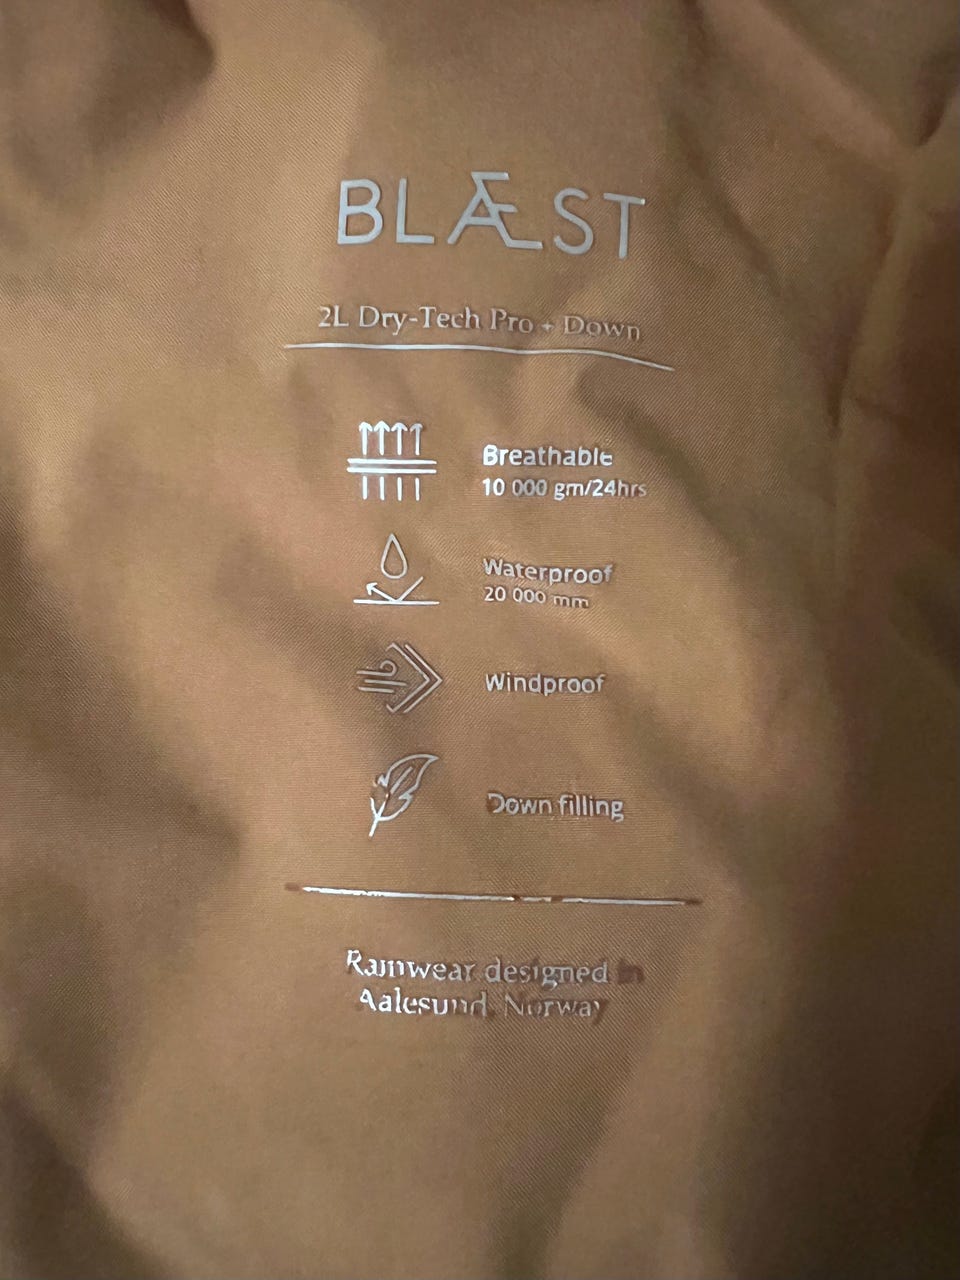 BLÆST
2L Dry-Tech Pro + Down
Breathable
10 000 gm/24hrs
Waterproof
20 000 mm
Windproof
Down filling
Rainwear designed in
Aalesund, Norway